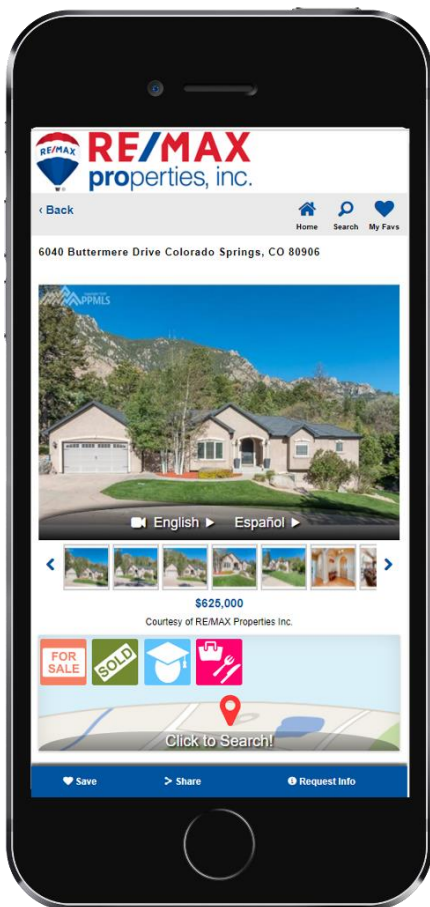 RE/MAX
RE/MAX
properties, inc.
‹ Back
Home Search My Favs
6040 Buttermere Drive Colorado Springs, CO 80906
PPMLS
English Español
$625,000
Courtesy of RE/MAX Properties Inc.
FOR
SALE
SOLD
Click to Search!
Save Share Request Info